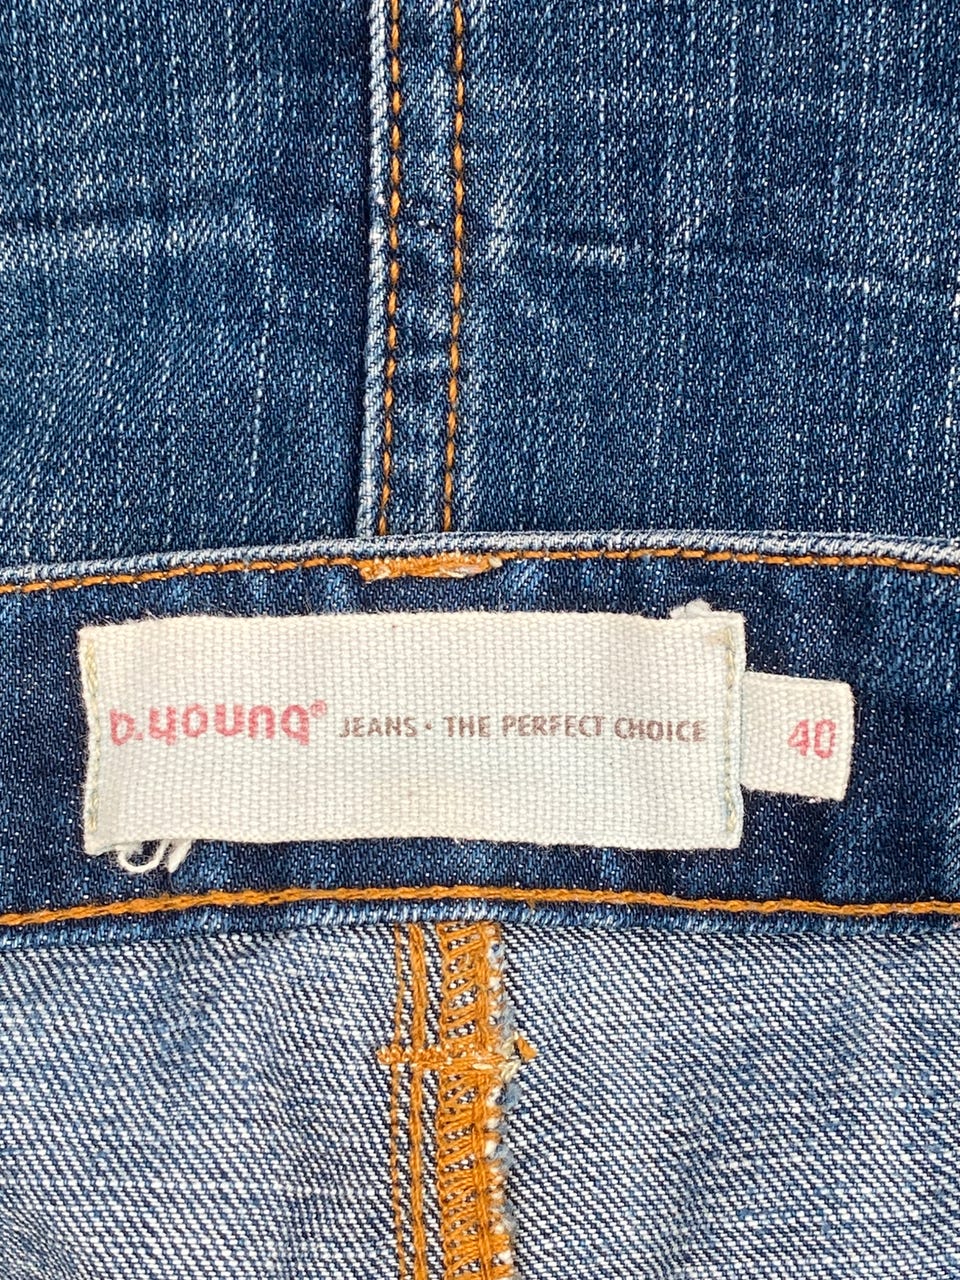 b.young® JEANS • THE PERFECT CHOICE
40